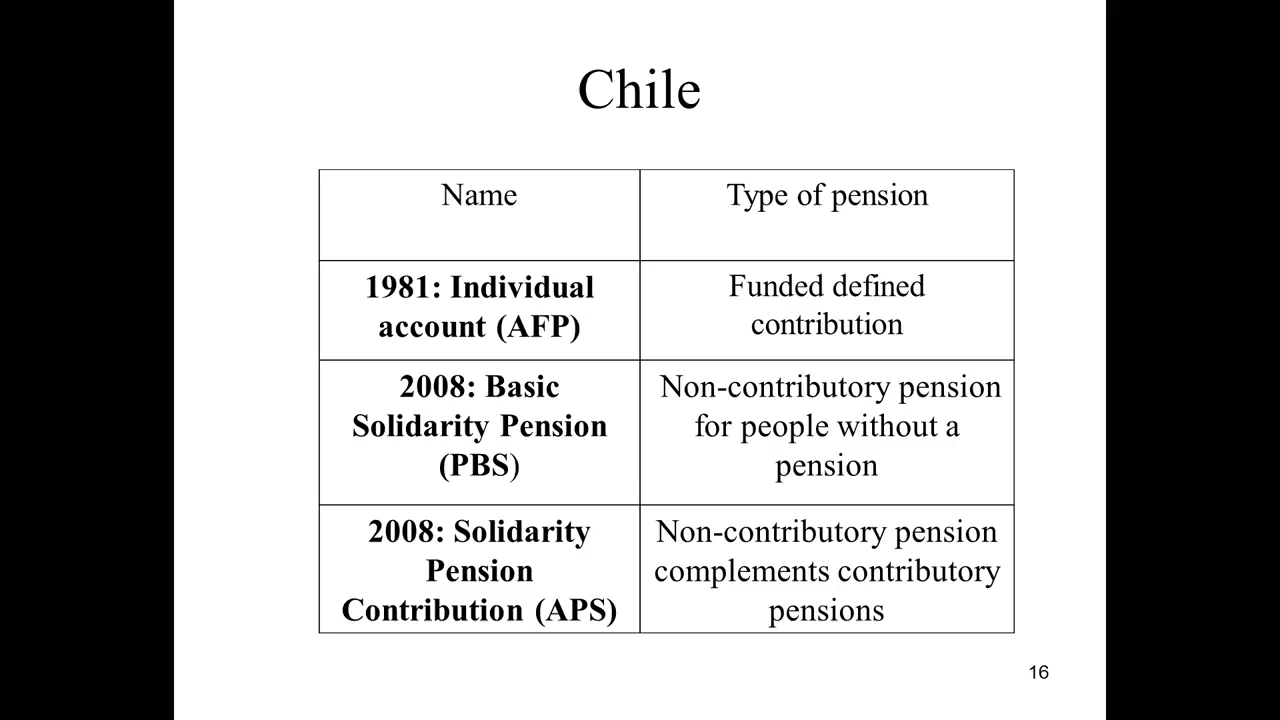 Chile
Name
Type of pension
1981: Individual
account (AFP)
Funded defined
contribution
2008: Basic
Solidarity Pension
(PBS)
Non-contributory pension
for people without a
pension
2008: Solidarity
Pension
Contribution (APS)
Non-contributory pension
complements contributory
pensions
16